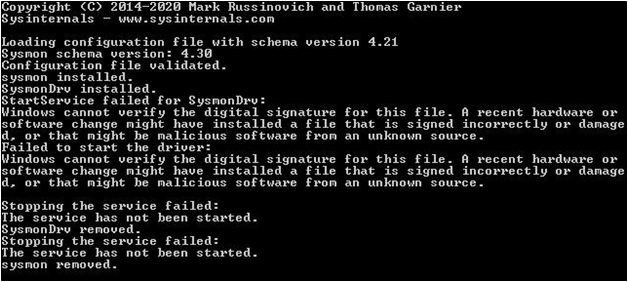 Copyright (C) 2014-2020 Mark Russinovich and Thomas Garnier
Sysinternals - www.sysinternals.com
Loading configuration file with schema version 4.21
Sysmon schema version: 4.30
Configuration file validated.
sysmon installed.
SysmonDrv installed.
StartService failed for SysmonDrv:
Windows cannot verify the digital signature for this file. A recent hardware or
software change might have installed a file that is signed incorrectly or damage
d, or that might be malicious software from an unknown source.
Failed to start the driver:
Windows cannot verify the digital signature for this file. A recent hardware or
software change might have installed a file that is signed incorrectly or damage
d, or that might be malicious software from an unknown source.
Stopping the service failed:
The service has not been started.
SysmonDrv removed.
Stopping the service failed:
The service has not been started.
sysmon removed.